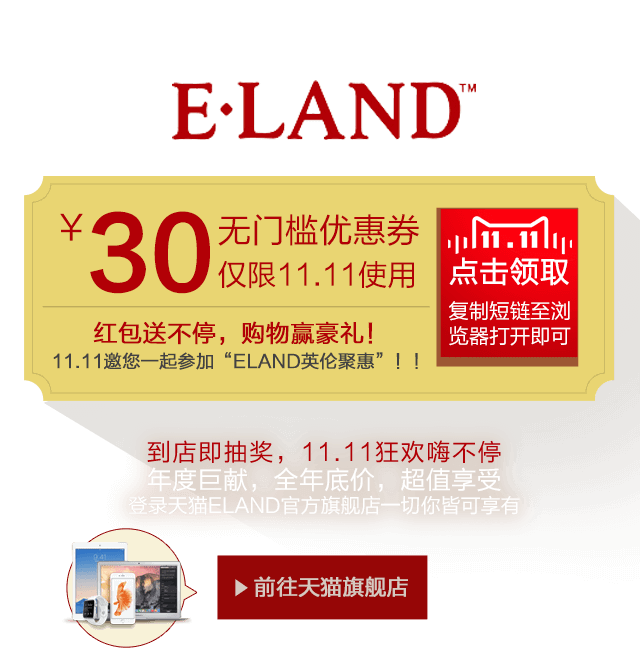 E·LAND™
¥30
无门槛优惠券
仅限11.11使用
红包送不停，购物赢豪礼！
11.11邀您一起参加“ELAND英伦聚惠”！！
11.11
点击领取
复制短链至浏
览器打开即可
到店即抽奖，11.11狂欢嗨不停
年度巨献，全年底价，超值享受
登录天猫ELAND官方旗舰店一切你皆可享有
前往天猫旗舰店